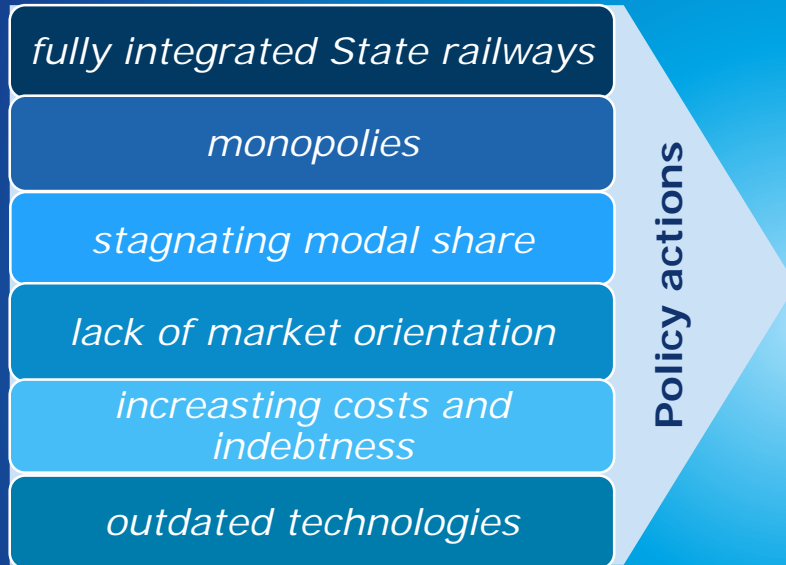 fully integrated State railways
monopolies
stagnating modal share
lack of market orientation
increasting costs and
indebtness
outdated technologies
Policy actions